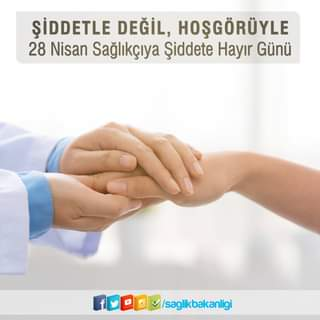 ŞİDDETLE DEĞİL, HOŞGÖRÜYLE
28 Nisan Sağlıkçıya Şiddete Hayır Günü
/saglikbakanligi